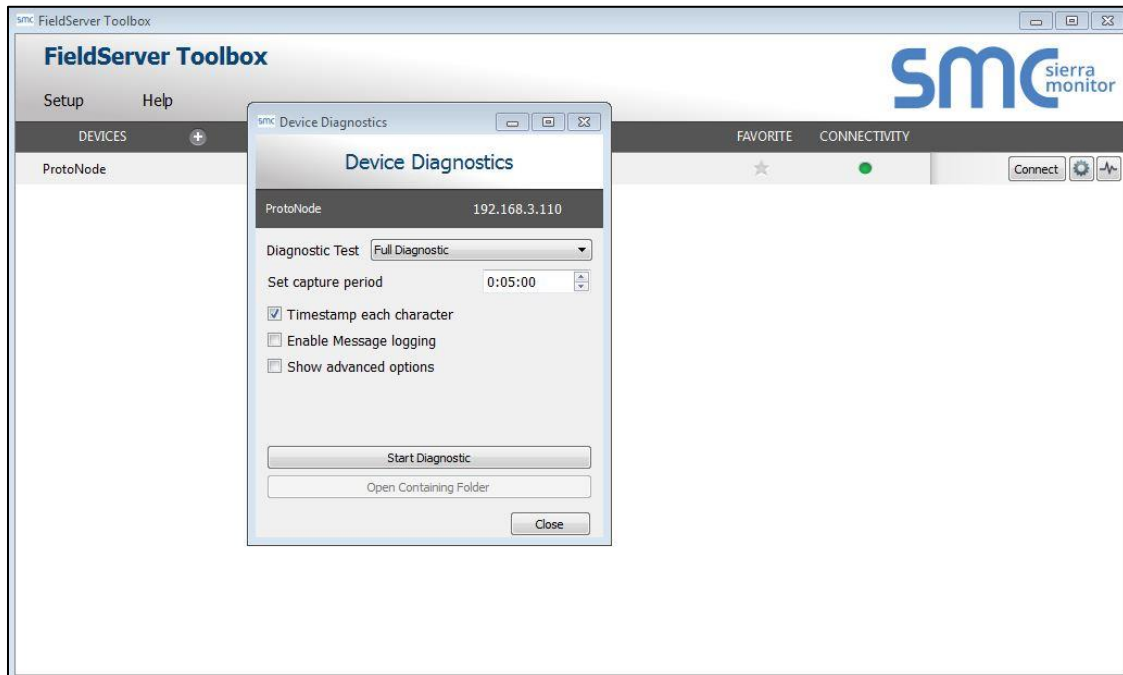 smc FieldServer Toolbox
FieldServer Toolbox
smc sierra monitor
Setup Help
DEVICES FAVORITE CONNECTIVITY
ProtoNode Connect
smc Device Diagnostics
Device Diagnostics
ProtoNode 192.168.3.110
Diagnostic Test Full Diagnostic
Set capture period 0:05:00
Timestamp each character
Enable Message logging
Show advanced options
Start Diagnostic
Open Containing Folder
Close